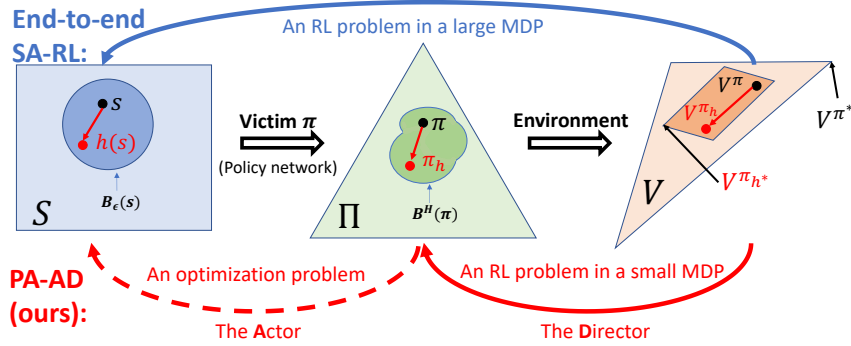 End-to-end
SA-RL:
An RL problem in a large MDP
s
h(s)
B_ϵ(s)
S
Victim π
(Policy network)
π
π_h
B^H(π)
Π
Environment
V^π
V^{π_h}
V^{π*}
V^{π_{h*}}
V
PA-AD
(ours):
An optimization problem
The Actor
An RL problem in a small MDP
The Director